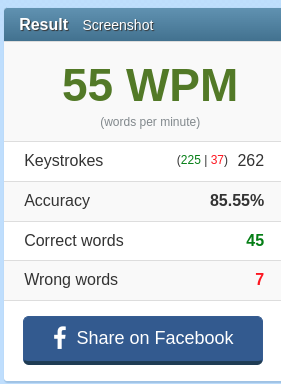 Result Screenshot
55 WPM
(words per minute)
Keystrokes (225 | 37) 262
Accuracy 85.55%
Correct words 45
Wrong words 7
Share on Facebook